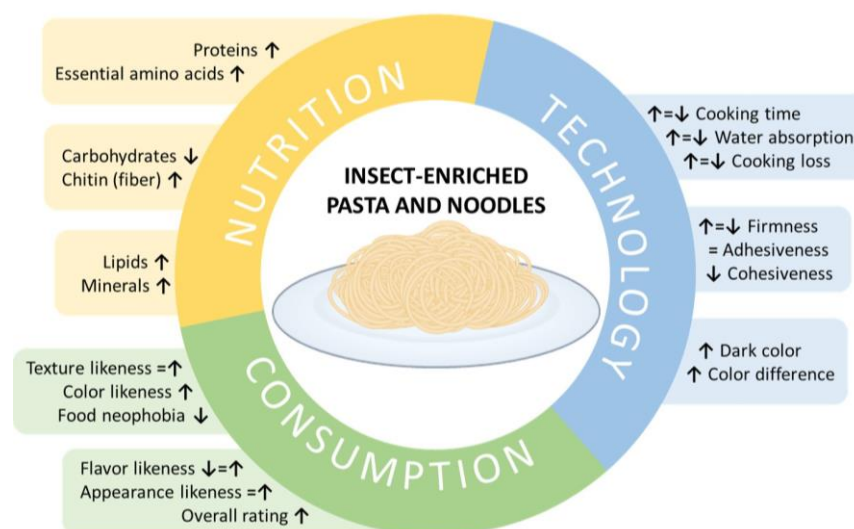 Proteins ↑
Essential amino acids ↑
Carbohydrates ↓
Chitin (fiber) ↑
Lipids ↑
Minerals ↑
NUTRITION
INSECT-ENRICHED
PASTA AND NOODLES
TECHNOLOGY
↑=↓ Cooking time
↑=↓ Water absorption
↑=↓ Cooking loss
↑=↓ Firmness
= Adhesiveness
↓ Cohesiveness
↑ Dark color
↑ Color difference
CONSUMPTION
Texture likeness =↑
Color likeness ↑
Food neophobia ↓
Flavor likeness ↓=↑
Appearance likeness =↑
Overall rating ↑